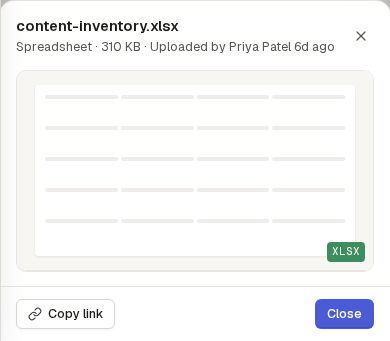 content-inventory.xlsx
Spreadsheet · 310 KB · Uploaded by Priya Patel 6d ago
XLSX
Copy link
Close